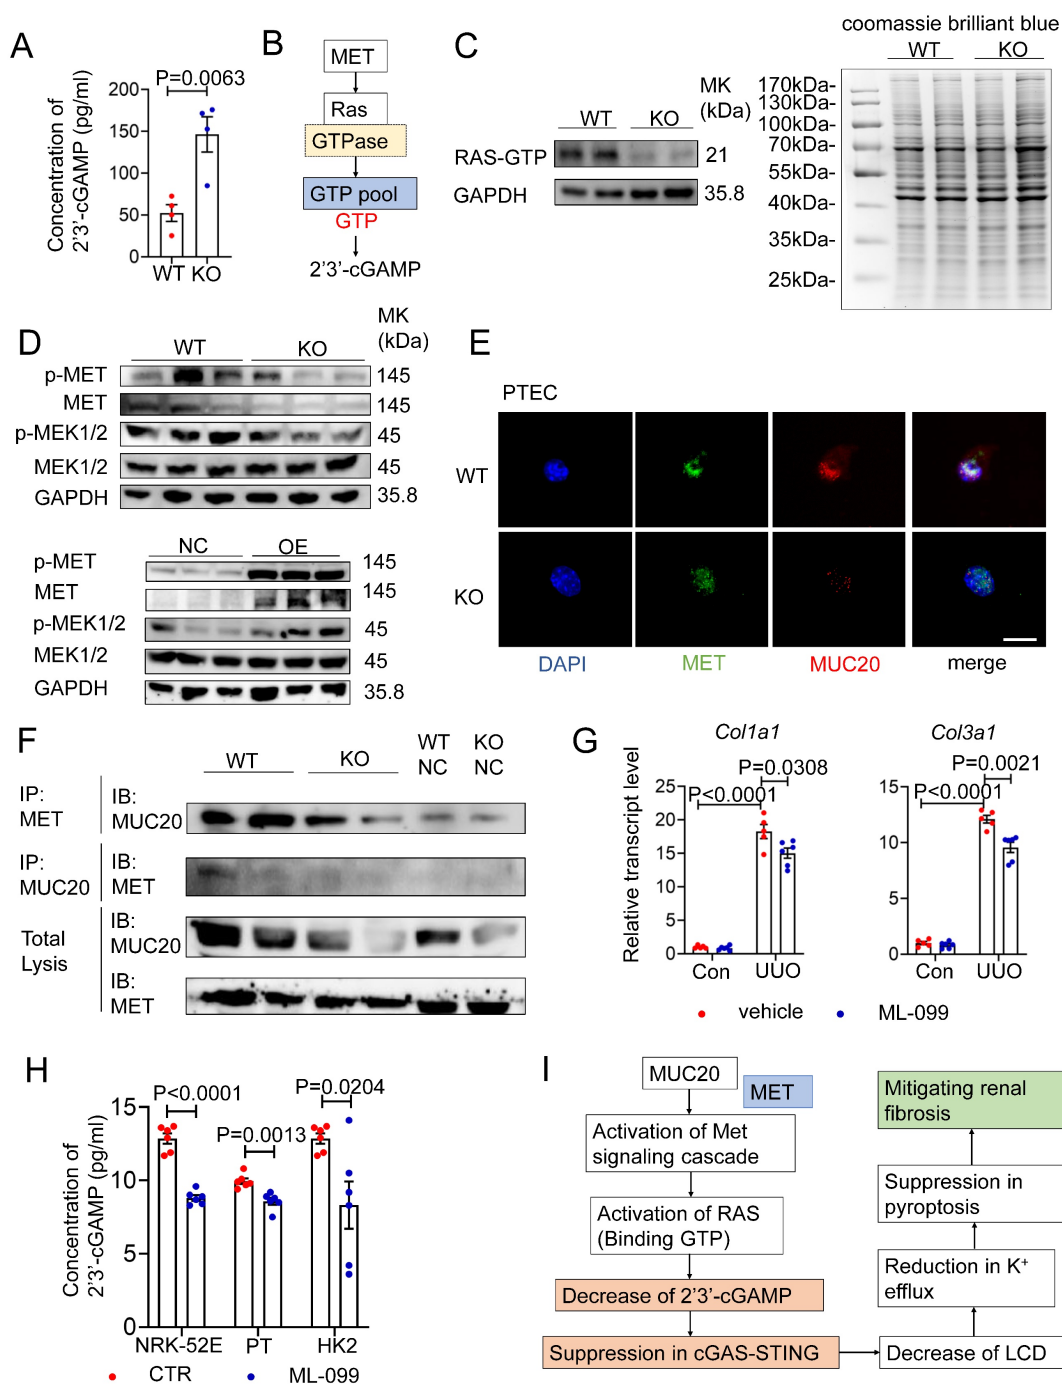 A
P=0.0063
Concentration of
2'3'-cGAMP (pg/ml)
200
150
100
50
0
WT KO
B
MET
Ras
GTPase
GTP pool
GTP
2'3'-cGAMP
C
coomassie brilliant blue
WT KO
MK
(kDa)
WT KO
RAS-GTP 21
GAPDH 35.8
170kDa-
130kDa-
100kDa-
70kDa-
55kDa-
40kDa-
35kDa-
25kDa-
D
MK
(kDa)
WT KO
p-MET 145
MET 145
p-MEK1/2 45
MEK1/2 45
GAPDH 35.8
NC OE
p-MET 145
MET 145
p-MEK1/2 45
MEK1/2 45
GAPDH 35.8
E
PTEC
WT
KO
DAPI MET MUC20 merge
F
WT KO WT NC KO NC
IP: MET IB: MUC20
IP: MUC20 IB: MET
Total Lysis IB: MUC20
IB: MET
G
Col1a1
P=0.0308
P<0.0001
Relative transcript level
25
20
15
10
5
0
Con UUO
Col3a1
P=0.0021
P<0.0001
15
10
5
0
Con UUO
vehicle ML-099
H
P<0.0001
P=0.0013
P=0.0204
Concentration of
2'3'-cGAMP (pg/ml)
15
10
5
0
NRK-52E PT HK2
CTR ML-099
I
MUC20
MET
Activation of Met
signaling cascade
Activation of RAS
(Binding GTP)
Decrease of 2'3'-cGAMP
Suppression in cGAS-STING
Decrease of LCD
Reduction in K⁺
efflux
Suppression in
pyroptosis
Mitigating renal
fibrosis